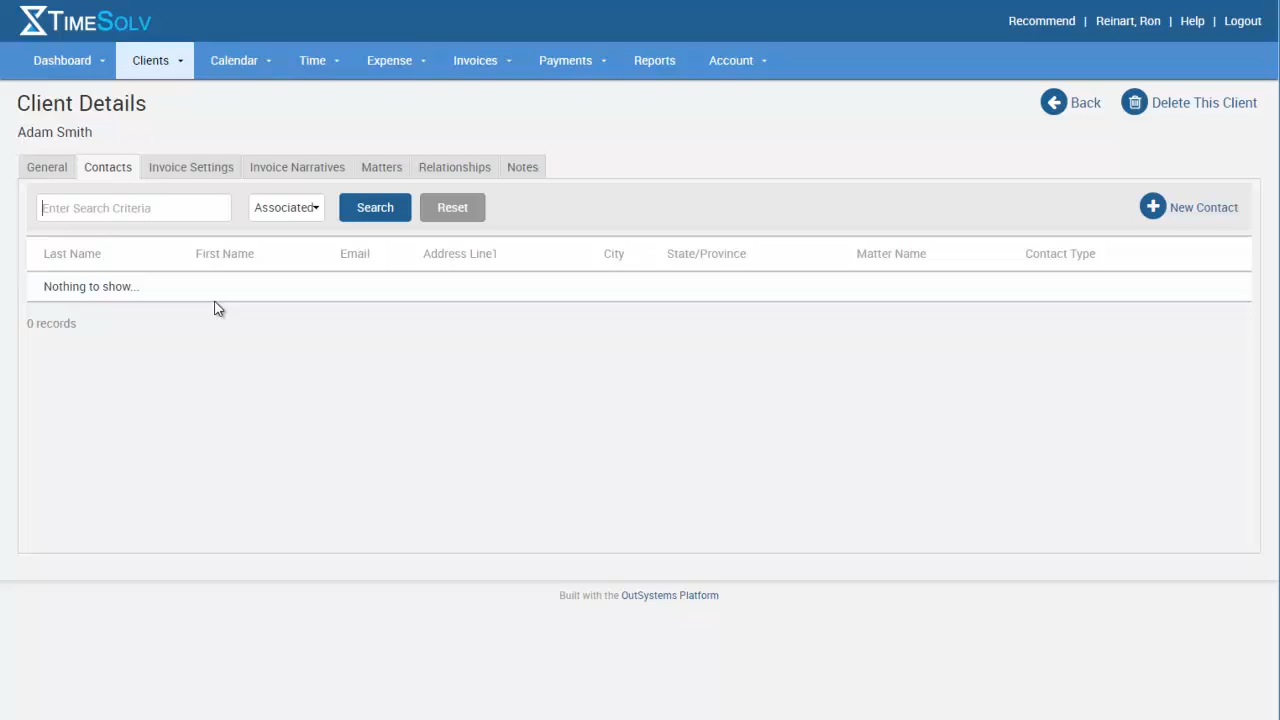 TIMESOLV
Recommend | Reinart, Ron | Help | Logout
Dashboard Clients Calendar Time Expense Invoices Payments Reports Account
Client Details
Back Delete This Client
Adam Smith
General Contacts Invoice Settings Invoice Narratives Matters Relationships Notes
Enter Search Criteria Associated Search Reset New Contact
Last Name First Name Email Address Line1 City State/Province Matter Name Contact Type
Nothing to show...
0 records
Built with the OutSystems Platform